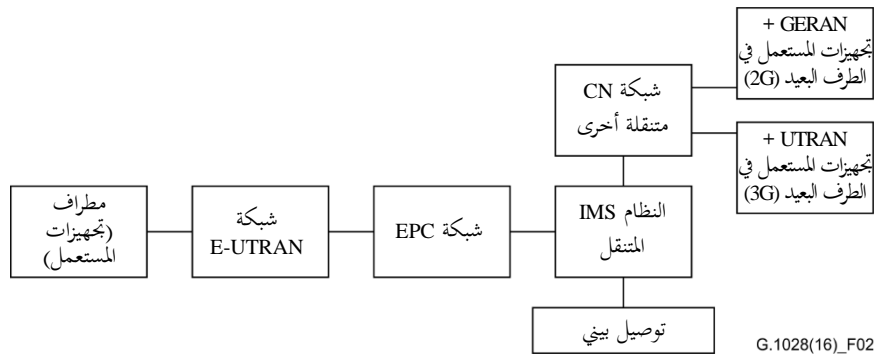 GERAN +
تجهيزات المستعمل في
الطرف البعيد (2G)
شبكة CN
متنقلة أخرى
UTRAN +
تجهيزات المستعمل في
الطرف البعيد (3G)
مطراف
(تجهيزات
المستعمل)
شبكة
E-UTRAN
شبكة EPC
النظام IMS
المتنقل
توصيل بيني
G.1028(16)_F02